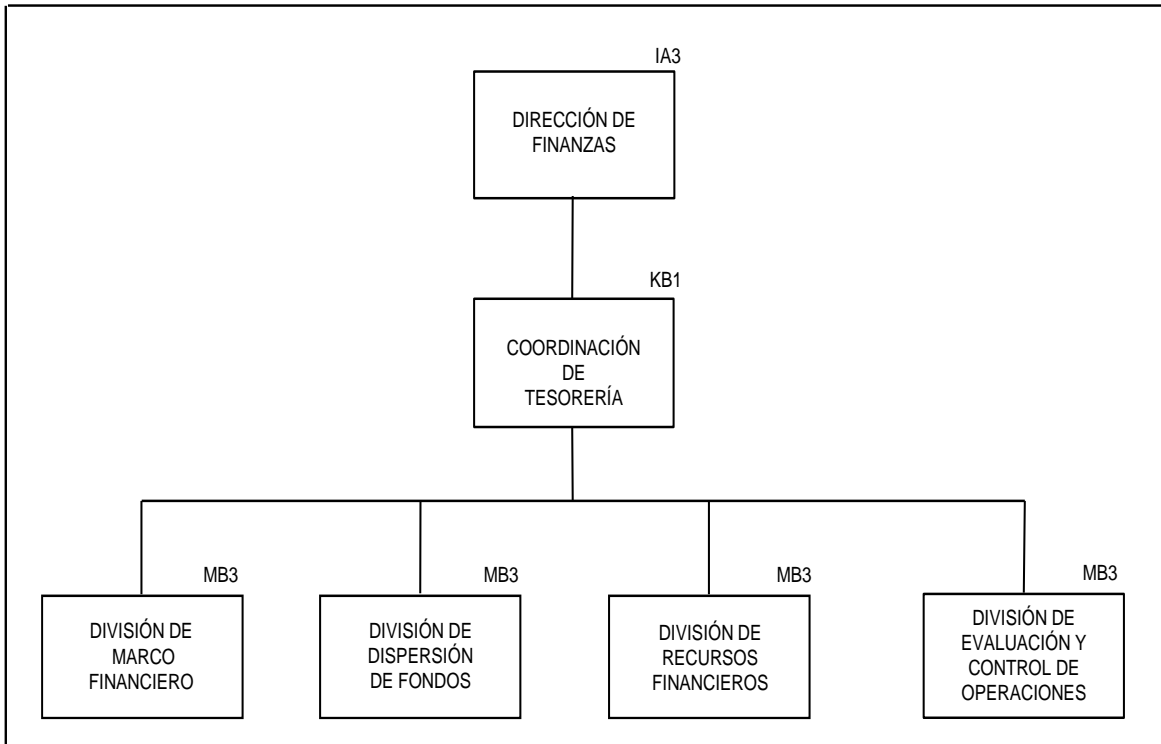 IA3
DIRECCIÓN DE
FINANZAS
KB1
COORDINACIÓN
DE
TESORERÍA
MB3
DIVISIÓN DE
MARCO
FINANCIERO
MB3
DIVISIÓN DE
DISPERSIÓN
DE FONDOS
MB3
DIVISIÓN DE
RECURSOS
FINANCIEROS
MB3
DIVISIÓN DE
EVALUACIÓN Y
CONTROL DE
OPERACIONES